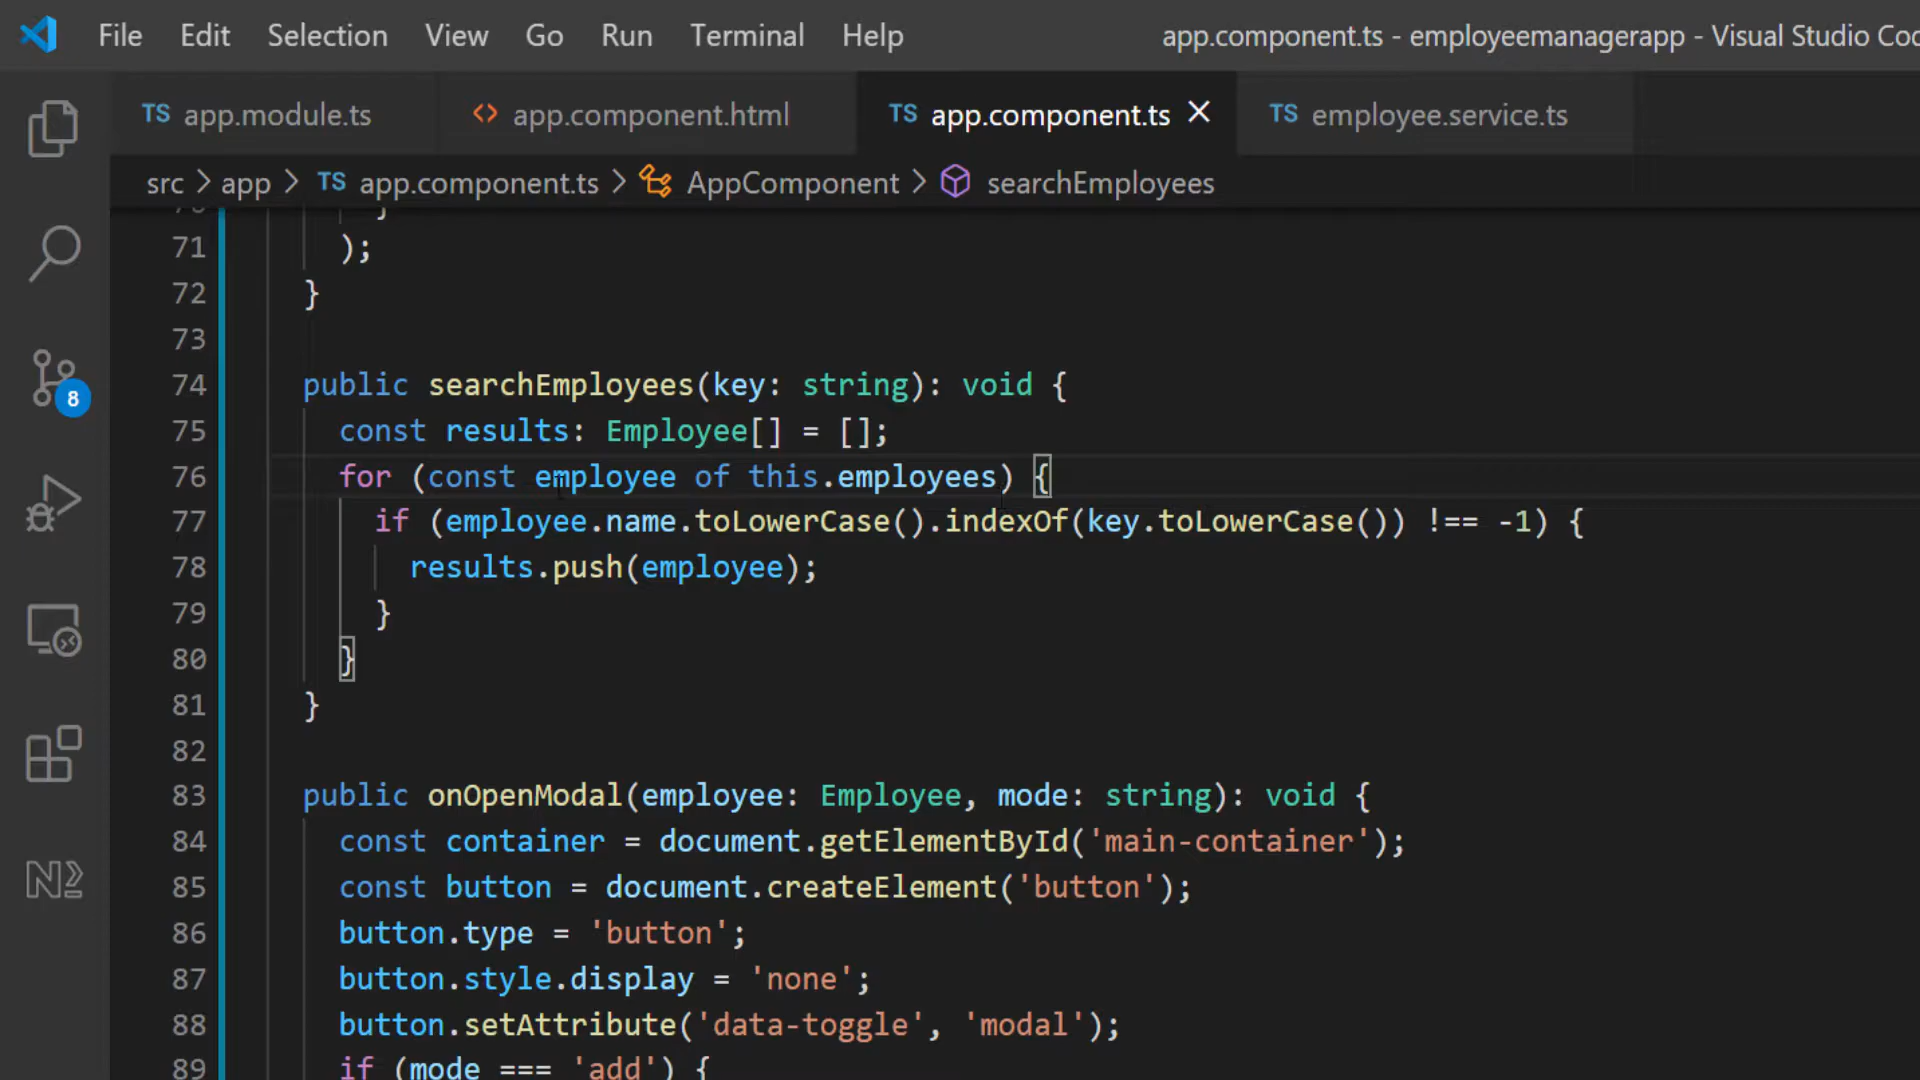 File Edit Selection View Go Run Terminal Help app.component.ts - employeemanagerapp - Visual Studio
TS app.module.ts <> app.component.html TS app.component.ts × TS employee.service.ts
src > app > TS app.component.ts > AppComponent > searchEmployees
71 );
72 }
73
74 public searchEmployees(key: string): void {
75 const results: Employee[] = [];
76 for (const employee of this.employees) {
77 if (employee.name.toLowerCase().indexOf(key.toLowerCase()) !== -1) {
78 results.push(employee);
79 }
80 }
81 }
82
83 public onOpenModal(employee: Employee, mode: string): void {
84 const container = document.getElementById('main-container');
85 const button = document.createElement('button');
86 button.type = 'button';
87 button.style.display = 'none';
88 button.setAttribute('data-toggle', 'modal');
89 if (mode === 'add') {
8